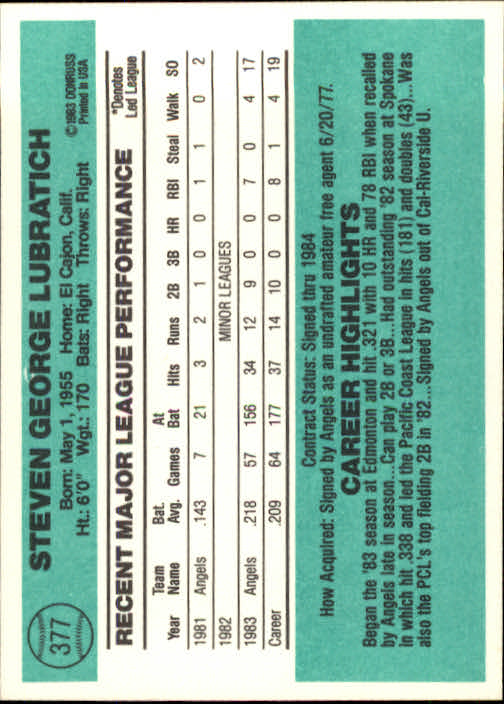 377
STEVEN GEORGE LUBRATICH
Born: May 1, 1955 Home: El Cajon, Calif.
Ht.: 6'0" Wgt.: 170 Bats: Right Throws: Right
©1983 DONRUSS
Printed in USA
RECENT MAJOR LEAGUE PERFORMANCE
*Denotes
Led League
Year Team Name Bat. Avg. Games At Bat Hits Runs 2B 3B HR RBI Steal Walk SO
1981 Angels .143 7 21 3 2 1 0 0 1 1 0 2
1982 MINOR LEAGUES
1983 Angels .218 57 156 34 12 9 0 0 7 0 4 17
Career .209 64 177 37 14 10 0 0 8 1 4 19
Contract Status: Signed thru 1984
How Acquired: Signed by Angels as an undrafted amateur free agent 6/20/77.
CAREER HIGHLIGHTS
Began the '83 season at Edmonton and hit .321 with 10 HR and 78 RBI when recalled
by Angels late in season...Can play 2B or 3B...Had outstanding '82 season at Spokane
in which hit .338 and led the Pacific Coast League in hits (181) and doubles (43)...Was
also the PCL's top fielding 2B in '82...Signed by Angels out of Cal-Riverside U.